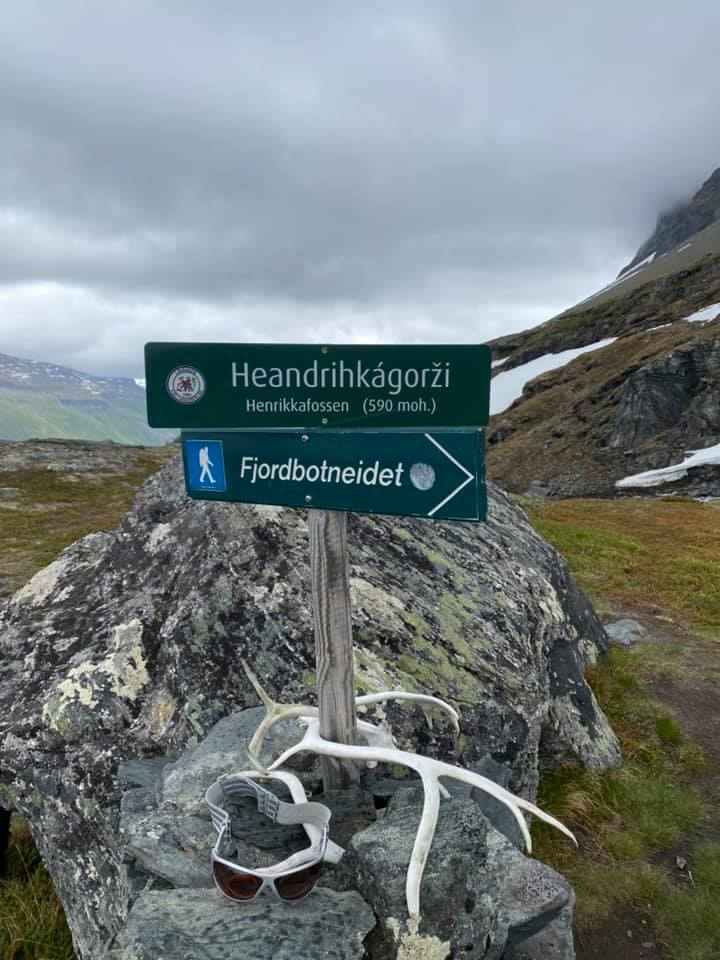 Heandrihkágorži
Henrikkafossen (590 moh.)
Fjordbotneidet